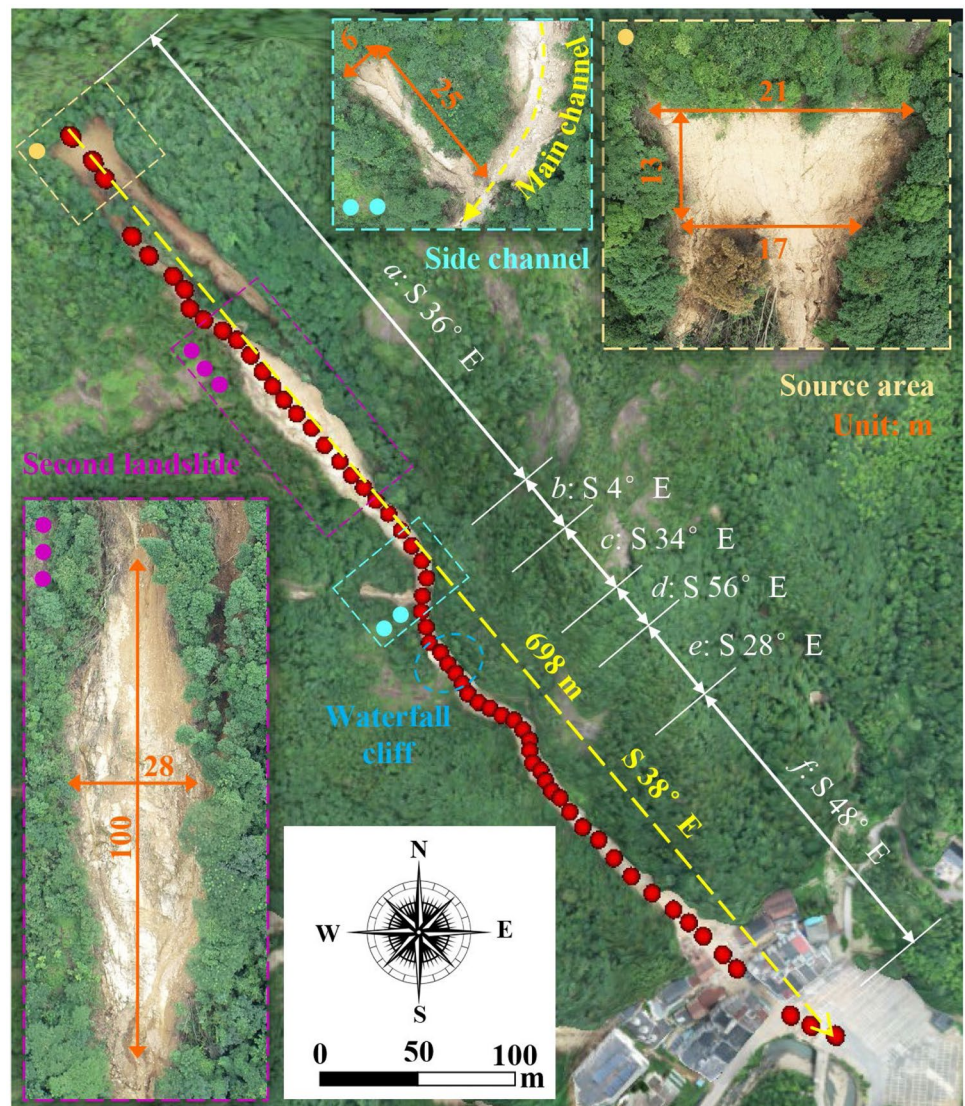 6
25
Main channel
Side channel
21
13
17
Source area
Unit: m
a: S 36° E
b: S 4° E
c: S 34° E
d: S 56° E
e: S 28° E
f: S 48° E
Second landslide
28
100
698 m
S 38° E
Waterfall
cliff
N
W
E
S
0
50
100
m